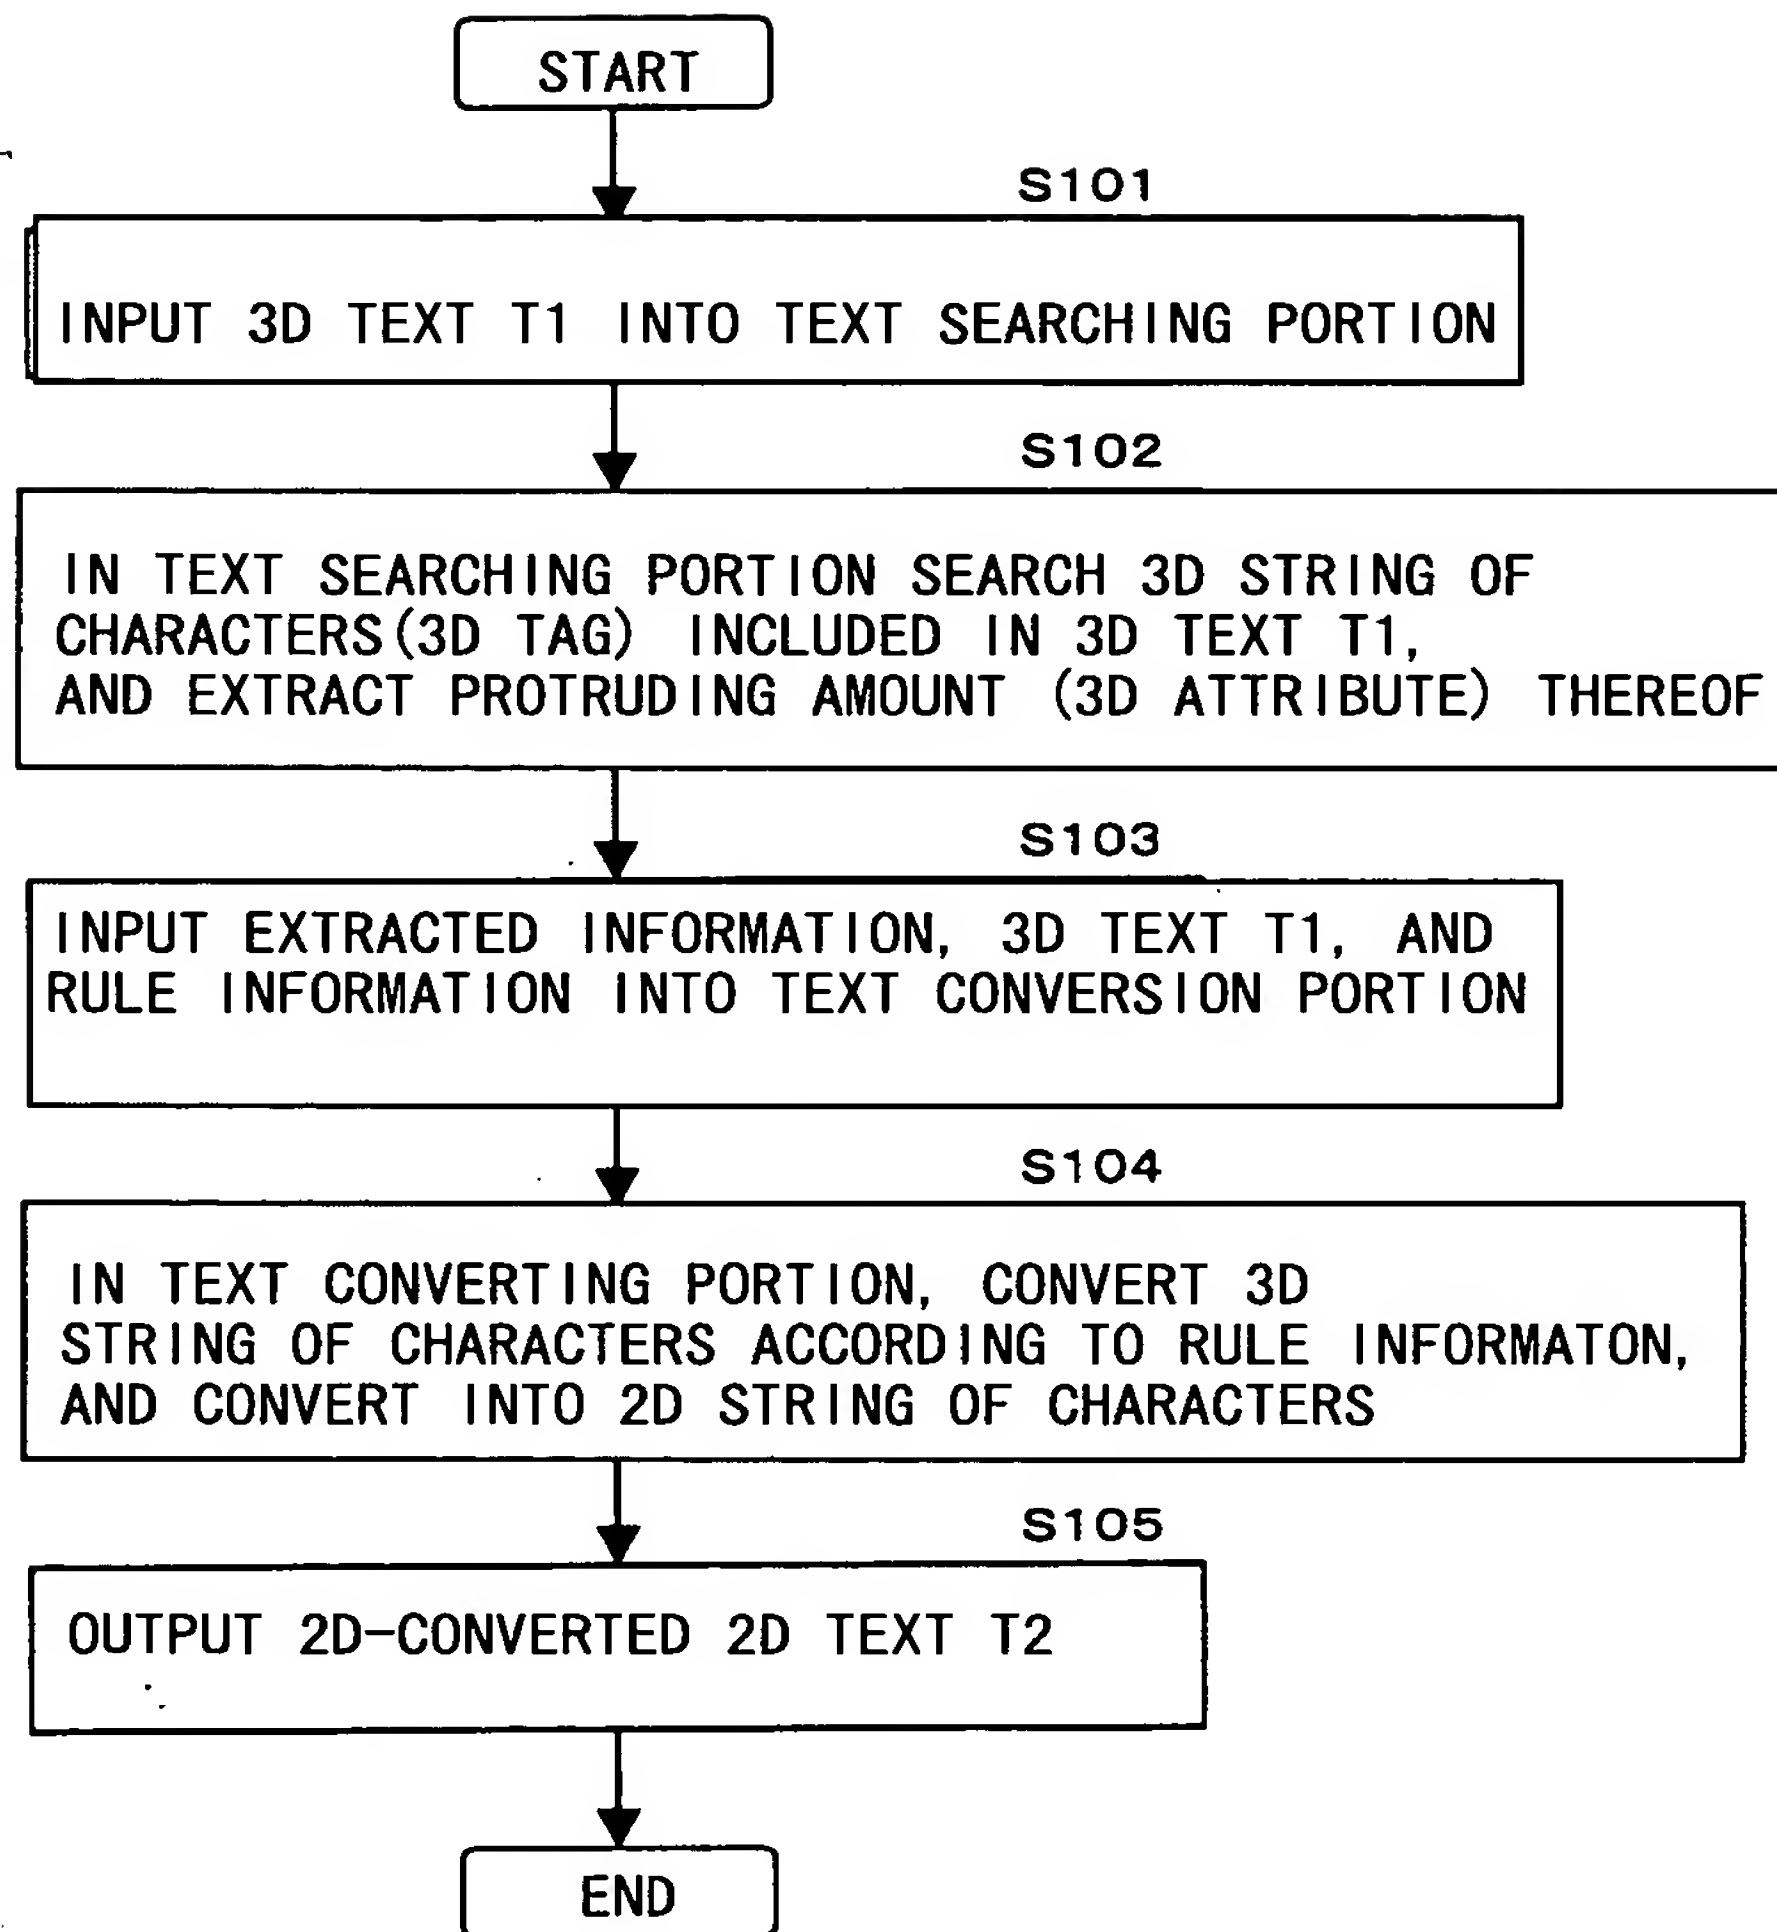 START
S101
INPUT 3D TEXT T1 INTO TEXT SEARCHING PORTION
S102
IN TEXT SEARCHING PORTION SEARCH 3D STRING OF
CHARACTERS(3D TAG) INCLUDED IN 3D TEXT T1,
AND EXTRACT PROTRUDING AMOUNT (3D ATTRIBUTE) THEREOF
S103
INPUT EXTRACTED INFORMATION, 3D TEXT T1, AND
RULE INFORMATION INTO TEXT CONVERSION PORTION
S104
IN TEXT CONVERTING PORTION, CONVERT 3D
STRING OF CHARACTERS ACCORDING TO RULE INFORMATON,
AND CONVERT INTO 2D STRING OF CHARACTERS
S105
OUTPUT 2D-CONVERTED 2D TEXT T2
END